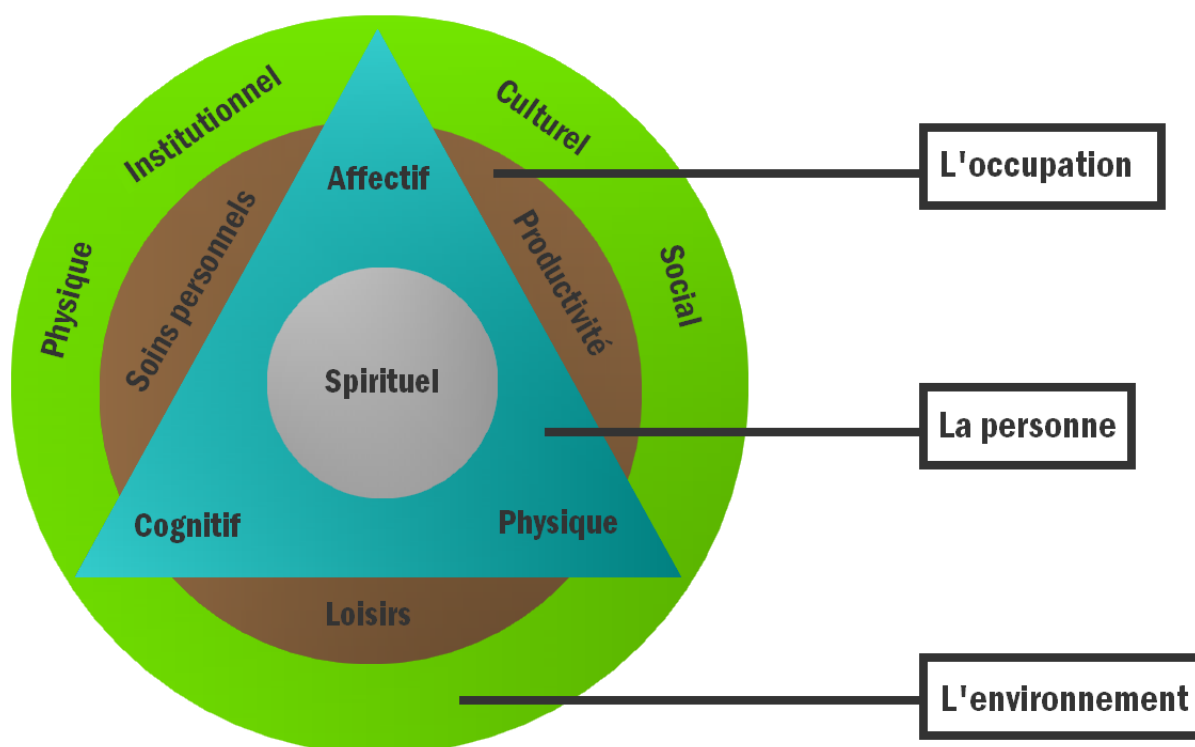 Institutionnel
Culturel
Affectif
L'occupation
Physique
Soins personnels
Productivité
Social
Spirituel
La personne
Cognitif
Physique
Loisirs
L'environnement